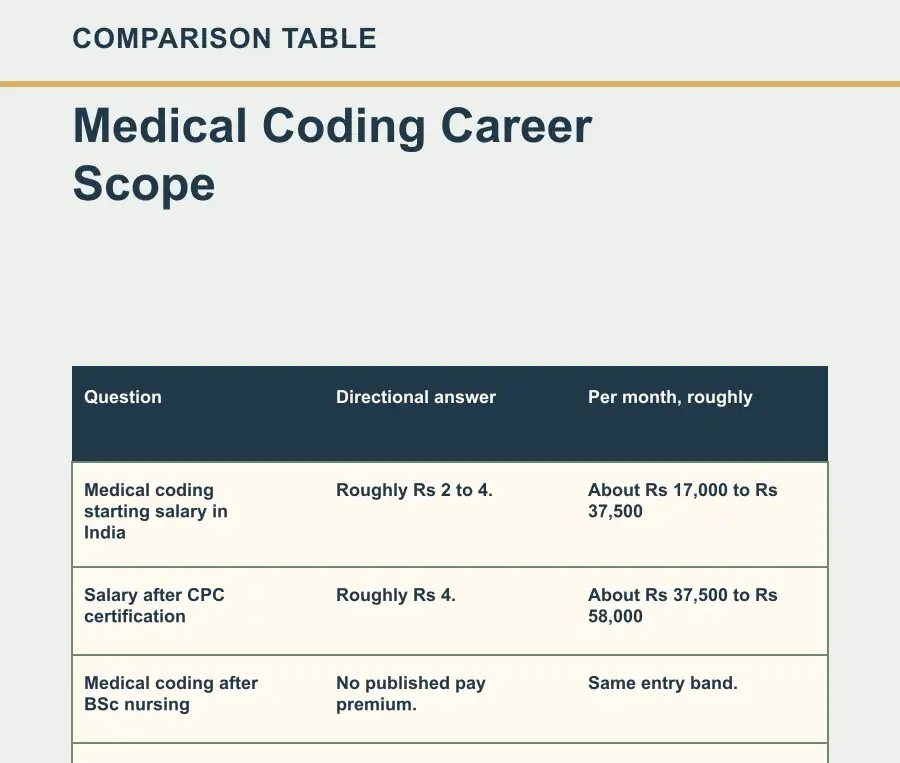 COMPARISON TABLE
Medical Coding Career
Scope
Question
Directional answer
Per month, roughly
Medical coding
starting salary in
India
Roughly Rs 2 to 4.
About Rs 17,000 to Rs
37,500
Salary after CPC
certification
Roughly Rs 4.
About Rs 37,500 to Rs
58,000
Medical coding after
BSc nursing
No published pay
premium.
Same entry band.